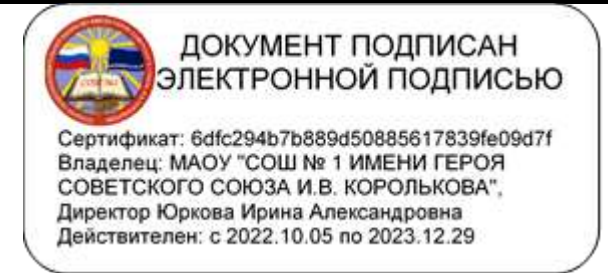 ДОКУМЕНТ ПОДПИСАН
ЭЛЕКТРОННОЙ ПОДПИСЬЮ
Сертификат: 6dfc294b7b889d50885617839fe09d7f
Владелец: МАОУ "СОШ № 1 ИМЕНИ ГЕРОЯ
СОВЕТСКОГО СОЮЗА И.В. КОРОЛЬКОВА",
Директор Юркова Ирина Александровна
Действителен: с 2022.10.05 по 2023.12.29